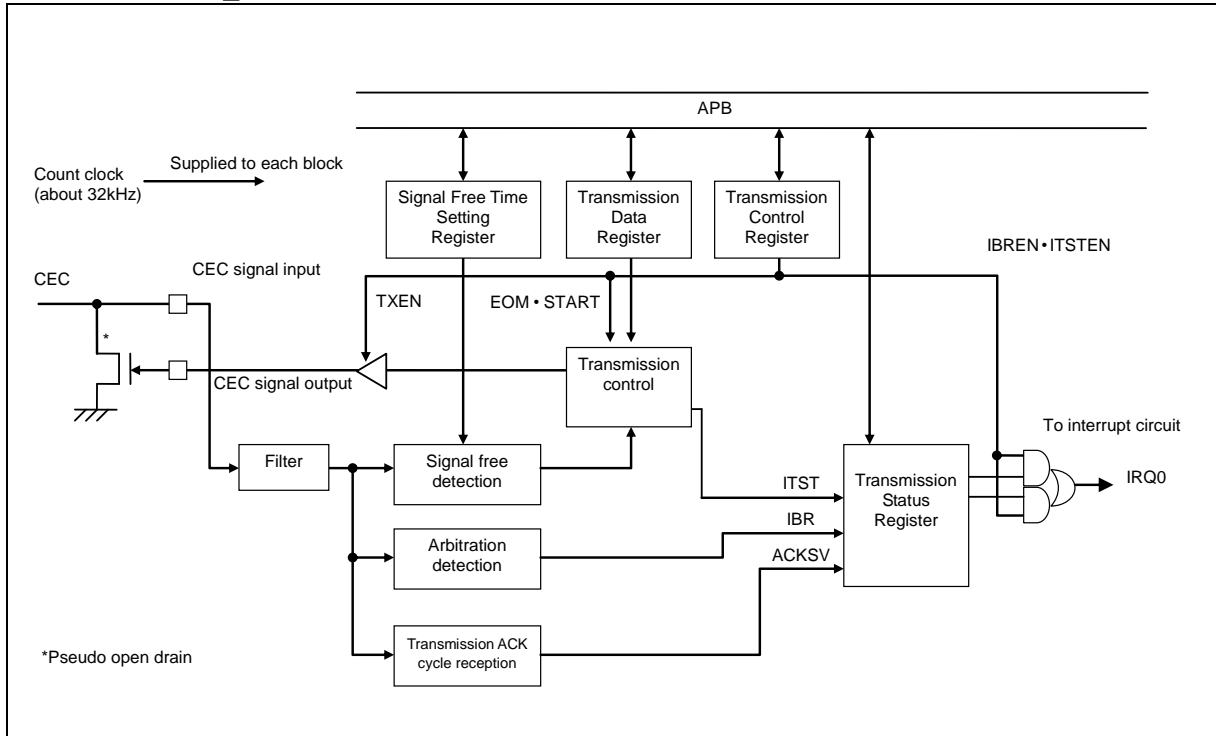 APB
Count clock
(about 32kHz)
Supplied to each block
Signal Free Time
Setting
Register
Transmission
Data
Register
Transmission
Control
Register
IBREN・ITSTEN
CEC signal input
CEC
TXEN
EOM・START
*
CEC signal output
Transmission
control
To interrupt circuit
Filter
Signal free
detection
ITST
Transmission
Status
Register
IRQ0
IBR
Arbitration
detection
ACKSV
Transmission ACK
cycle reception
*Pseudo open drain